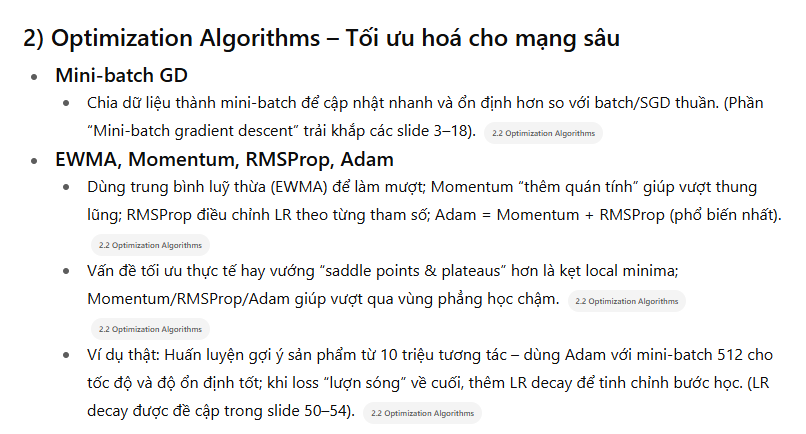 2) Optimization Algorithms – Tối ưu hoá cho mạng sâu
Mini-batch GD
Chia dữ liệu thành mini-batch để cập nhật nhanh và ổn định hơn so với batch/SGD thuần. (Phần
“Mini-batch gradient descent” trải khắp các slide 3–18). 2.2 Optimization Algorithms
EWMA, Momentum, RMSProp, Adam
Dùng trung bình luỹ thừa (EWMA) để làm mượt; Momentum “thêm quán tính” giúp vượt thung
lũng; RMSProp điều chỉnh LR theo từng tham số; Adam = Momentum + RMSProp (phổ biến nhất).
2.2 Optimization Algorithms
Vấn đề tối ưu thực tế hay vướng “saddle points & plateaus” hơn là kẹt local minima;
Momentum/RMSProp/Adam giúp vượt qua vùng phẳng học chậm. 2.2 Optimization Algorithms
2.2 Optimization Algorithms
Ví dụ thật: Huấn luyện gợi ý sản phẩm từ 10 triệu tương tác – dùng Adam với mini-batch 512 cho
tốc độ và độ ổn định tốt; khi loss “lượn sóng” về cuối, thêm LR decay để tinh chỉnh bước học. (LR
decay được đề cập trong slide 50–54). 2.2 Optimization Algorithms